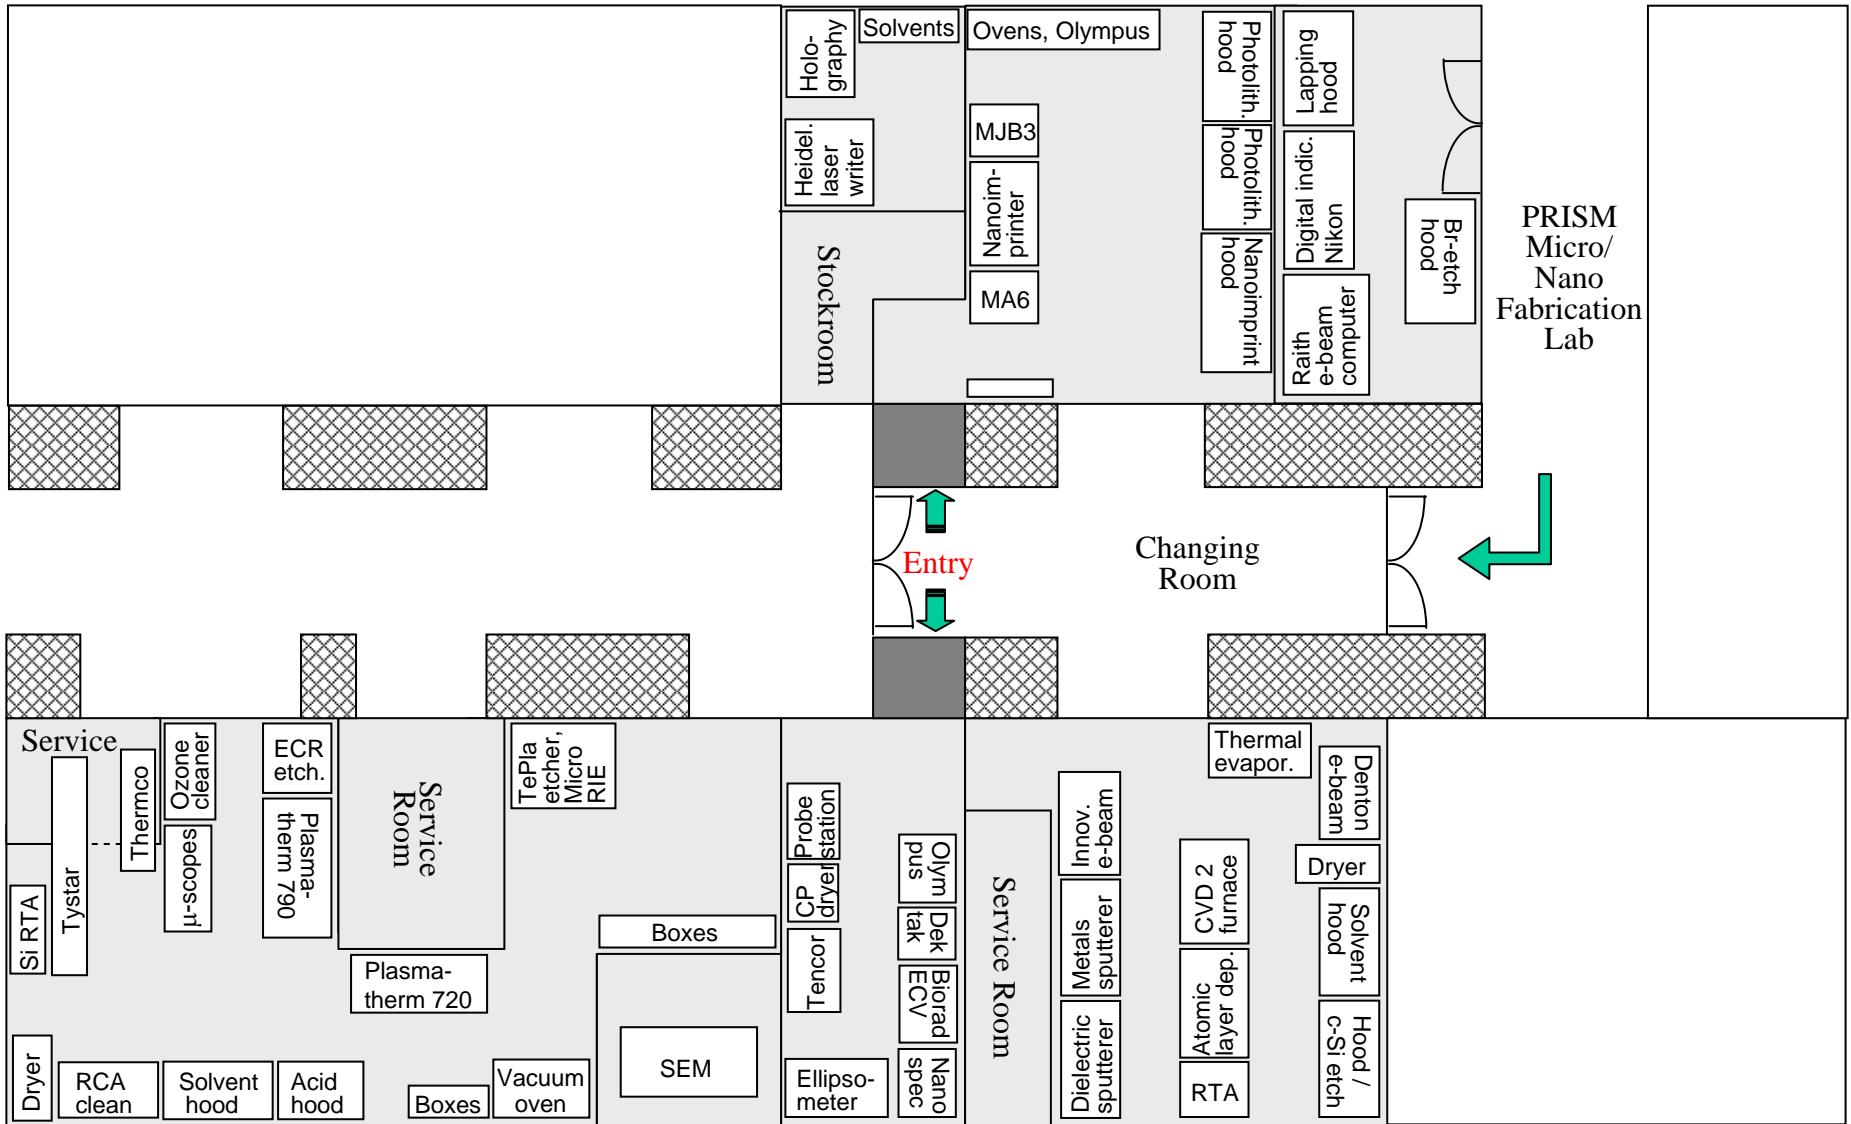 Holo-
graphy
Solvents
Ovens, Olympus
Photolith.
hood
Lapping
hood
Heidel.
laser
writer
MJB3
Photolith.
hood
Digital indic.
Nikon
Nanoim-
printer
Br-etch
hood
PRISM
Micro/
Nano
Fabrication
Lab
Stockroom
MA6
Nanoimprint
hood
Raith
e-beam
computer
Entry
Changing
Room
Service
Thermco
Ozone
cleaner
ECR
etch.
Service
Room
TePla
etcher,
Micro
RIE
Thermal
evapor.
Denton
e-beam
Tystar
μ-scopes
Plasma-
therm 790
Probe
station
Innov.
e-beam
Olym
pus
CVD 2
furnace
Dryer
Si RTA
CP
dryer
Boxes
Dek
tak
Service Room
Metals
sputterer
Solvent
hood
Plasma-
therm 720
Tencor
Biorad
ECV
Atomic
layer dep.
Dryer
RCA
clean
Solvent
hood
Acid
hood
Boxes
Vacuum
oven
SEM
Ellipso-
meter
Nano
spec
Dielectric
sputterer
RTA
Hood /
c-Si etch